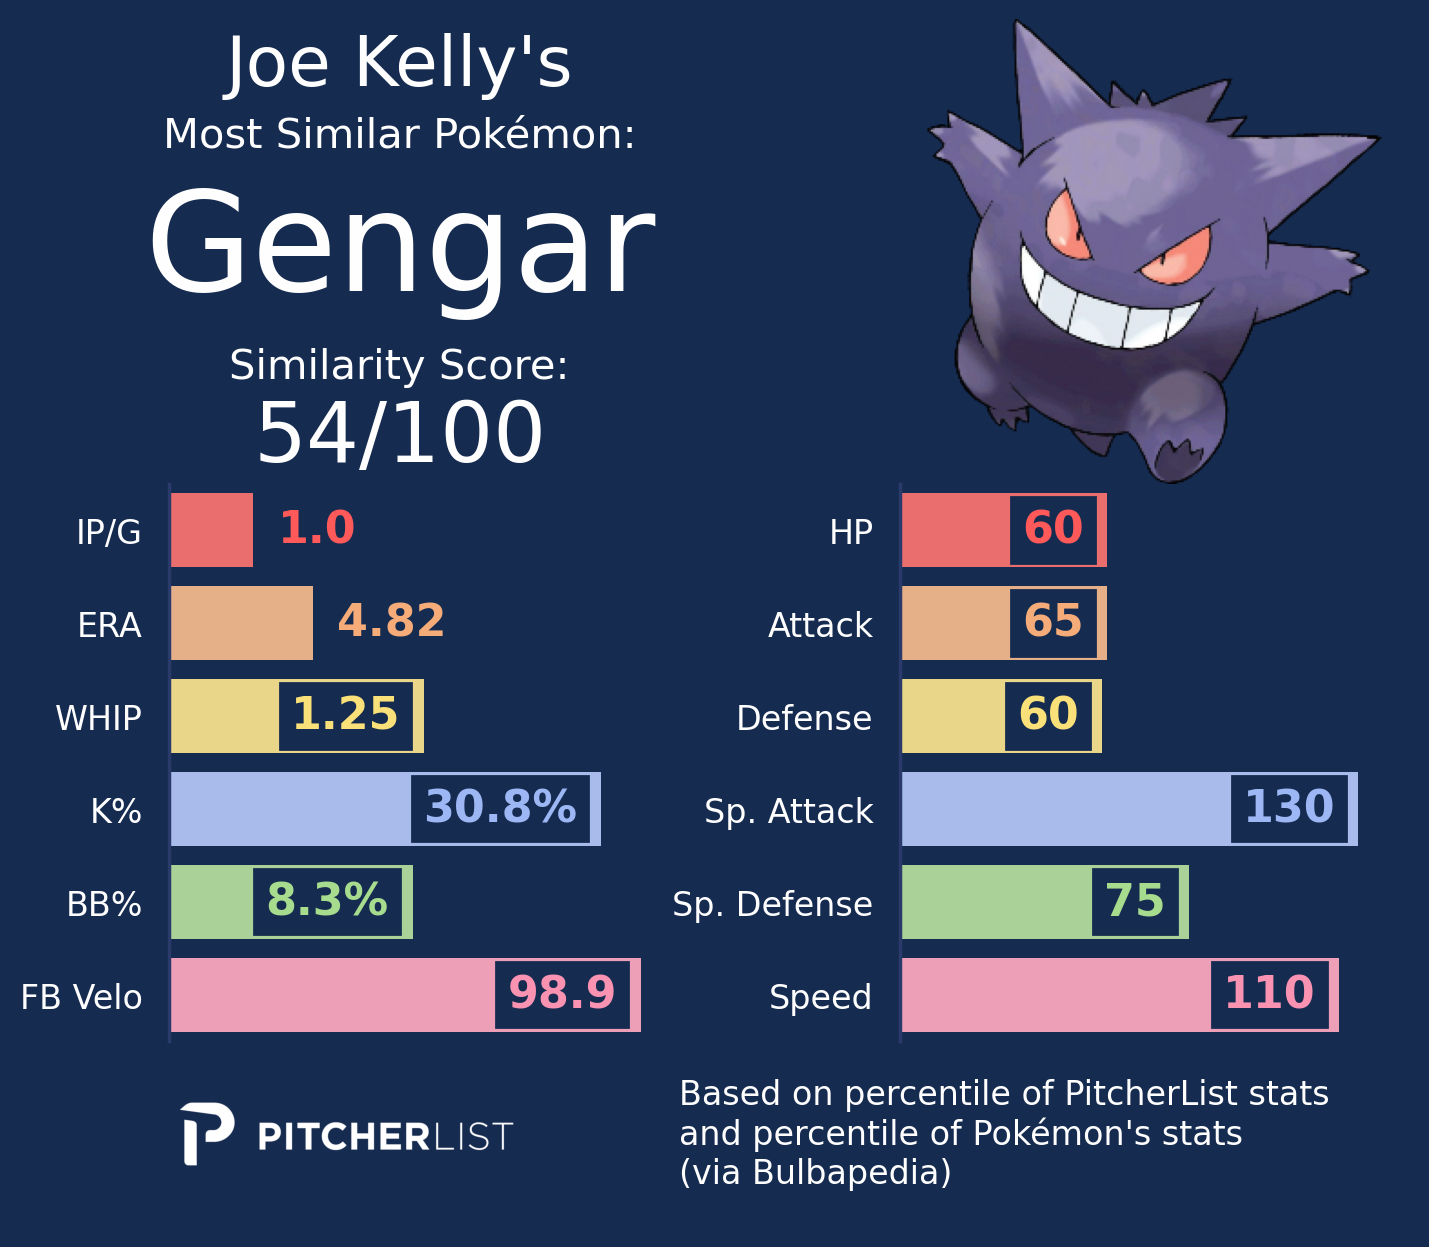 Joe Kelly's
Most Similar Pokémon:
Gengar
Similarity Score:
54/100
IP/G 1.0
ERA 4.82
WHIP 1.25
K% 30.8%
BB% 8.3%
FB Velo 98.9
HP 60
Attack 65
Defense 60
Sp. Attack 130
Sp. Defense 75
Speed 110
PITCHERLIST
Based on percentile of PitcherList stats
and percentile of Pokémon's stats
(via Bulbapedia)